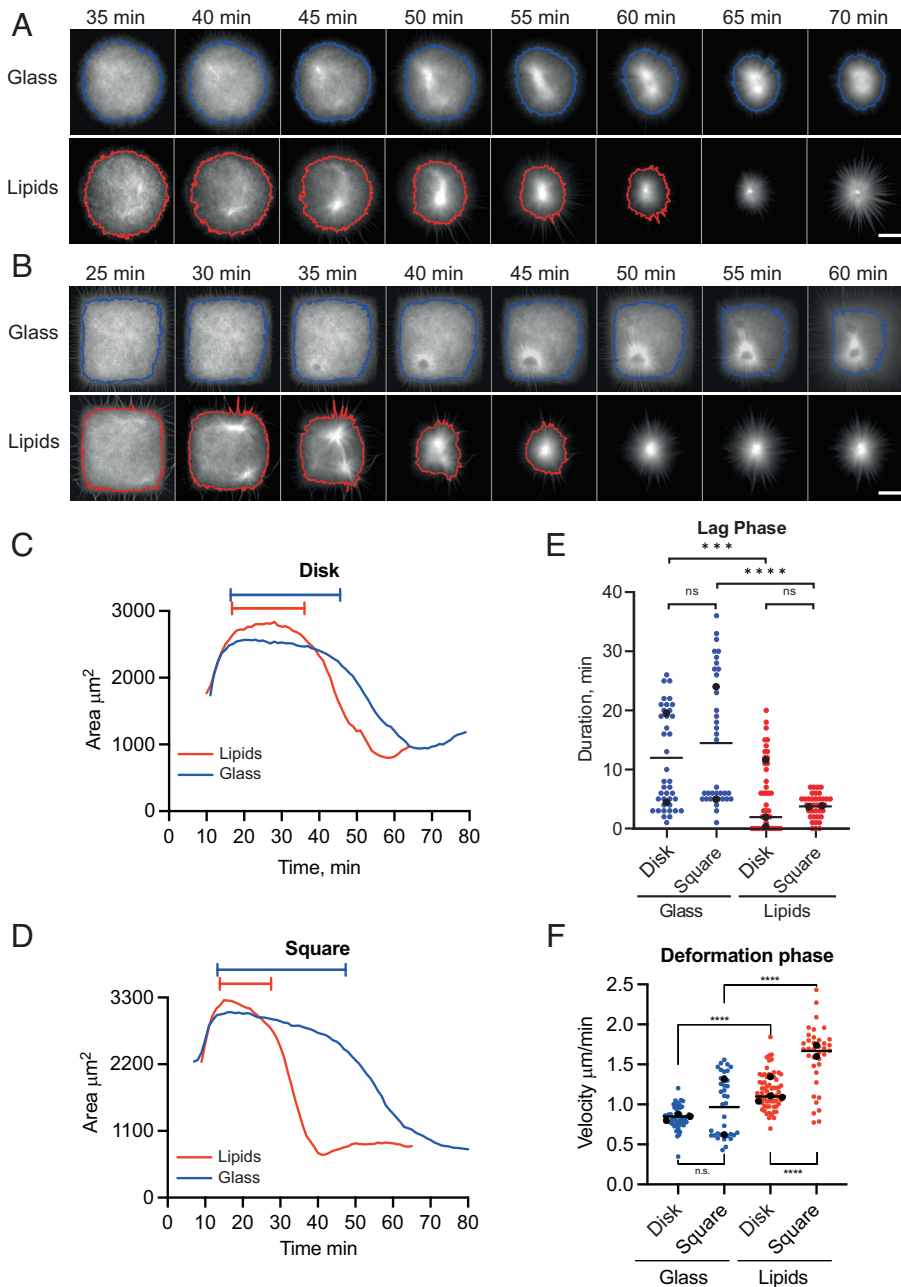 A
35 min 40 min 45 min 50 min 55 min 60 min 65 min 70 min
Glass
Lipids
B
25 min 30 min 35 min 40 min 45 min 50 min 55 min 60 min
Glass
Lipids
C
Disk
3000
2000
1000
0
Area μm²
Lipids
Glass
0 10 20 30 40 50 60 70 80
Time, min
D
Square
3300
2200
1100
0
Area μm²
Lipids
Glass
0 10 20 30 40 50 60 70 80
Time min
E
Lag Phase
* * *
* * * *
ns
ns
40
30
20
10
0
Duration, min
Disk Square Disk Square
Glass Lipids
F
Deformation phase
****
****
2.5
2.0
1.5
1.0
0.5
0.0
Velocity μm/min
n.s.
****
Disk Square Disk Square
Glass Lipids